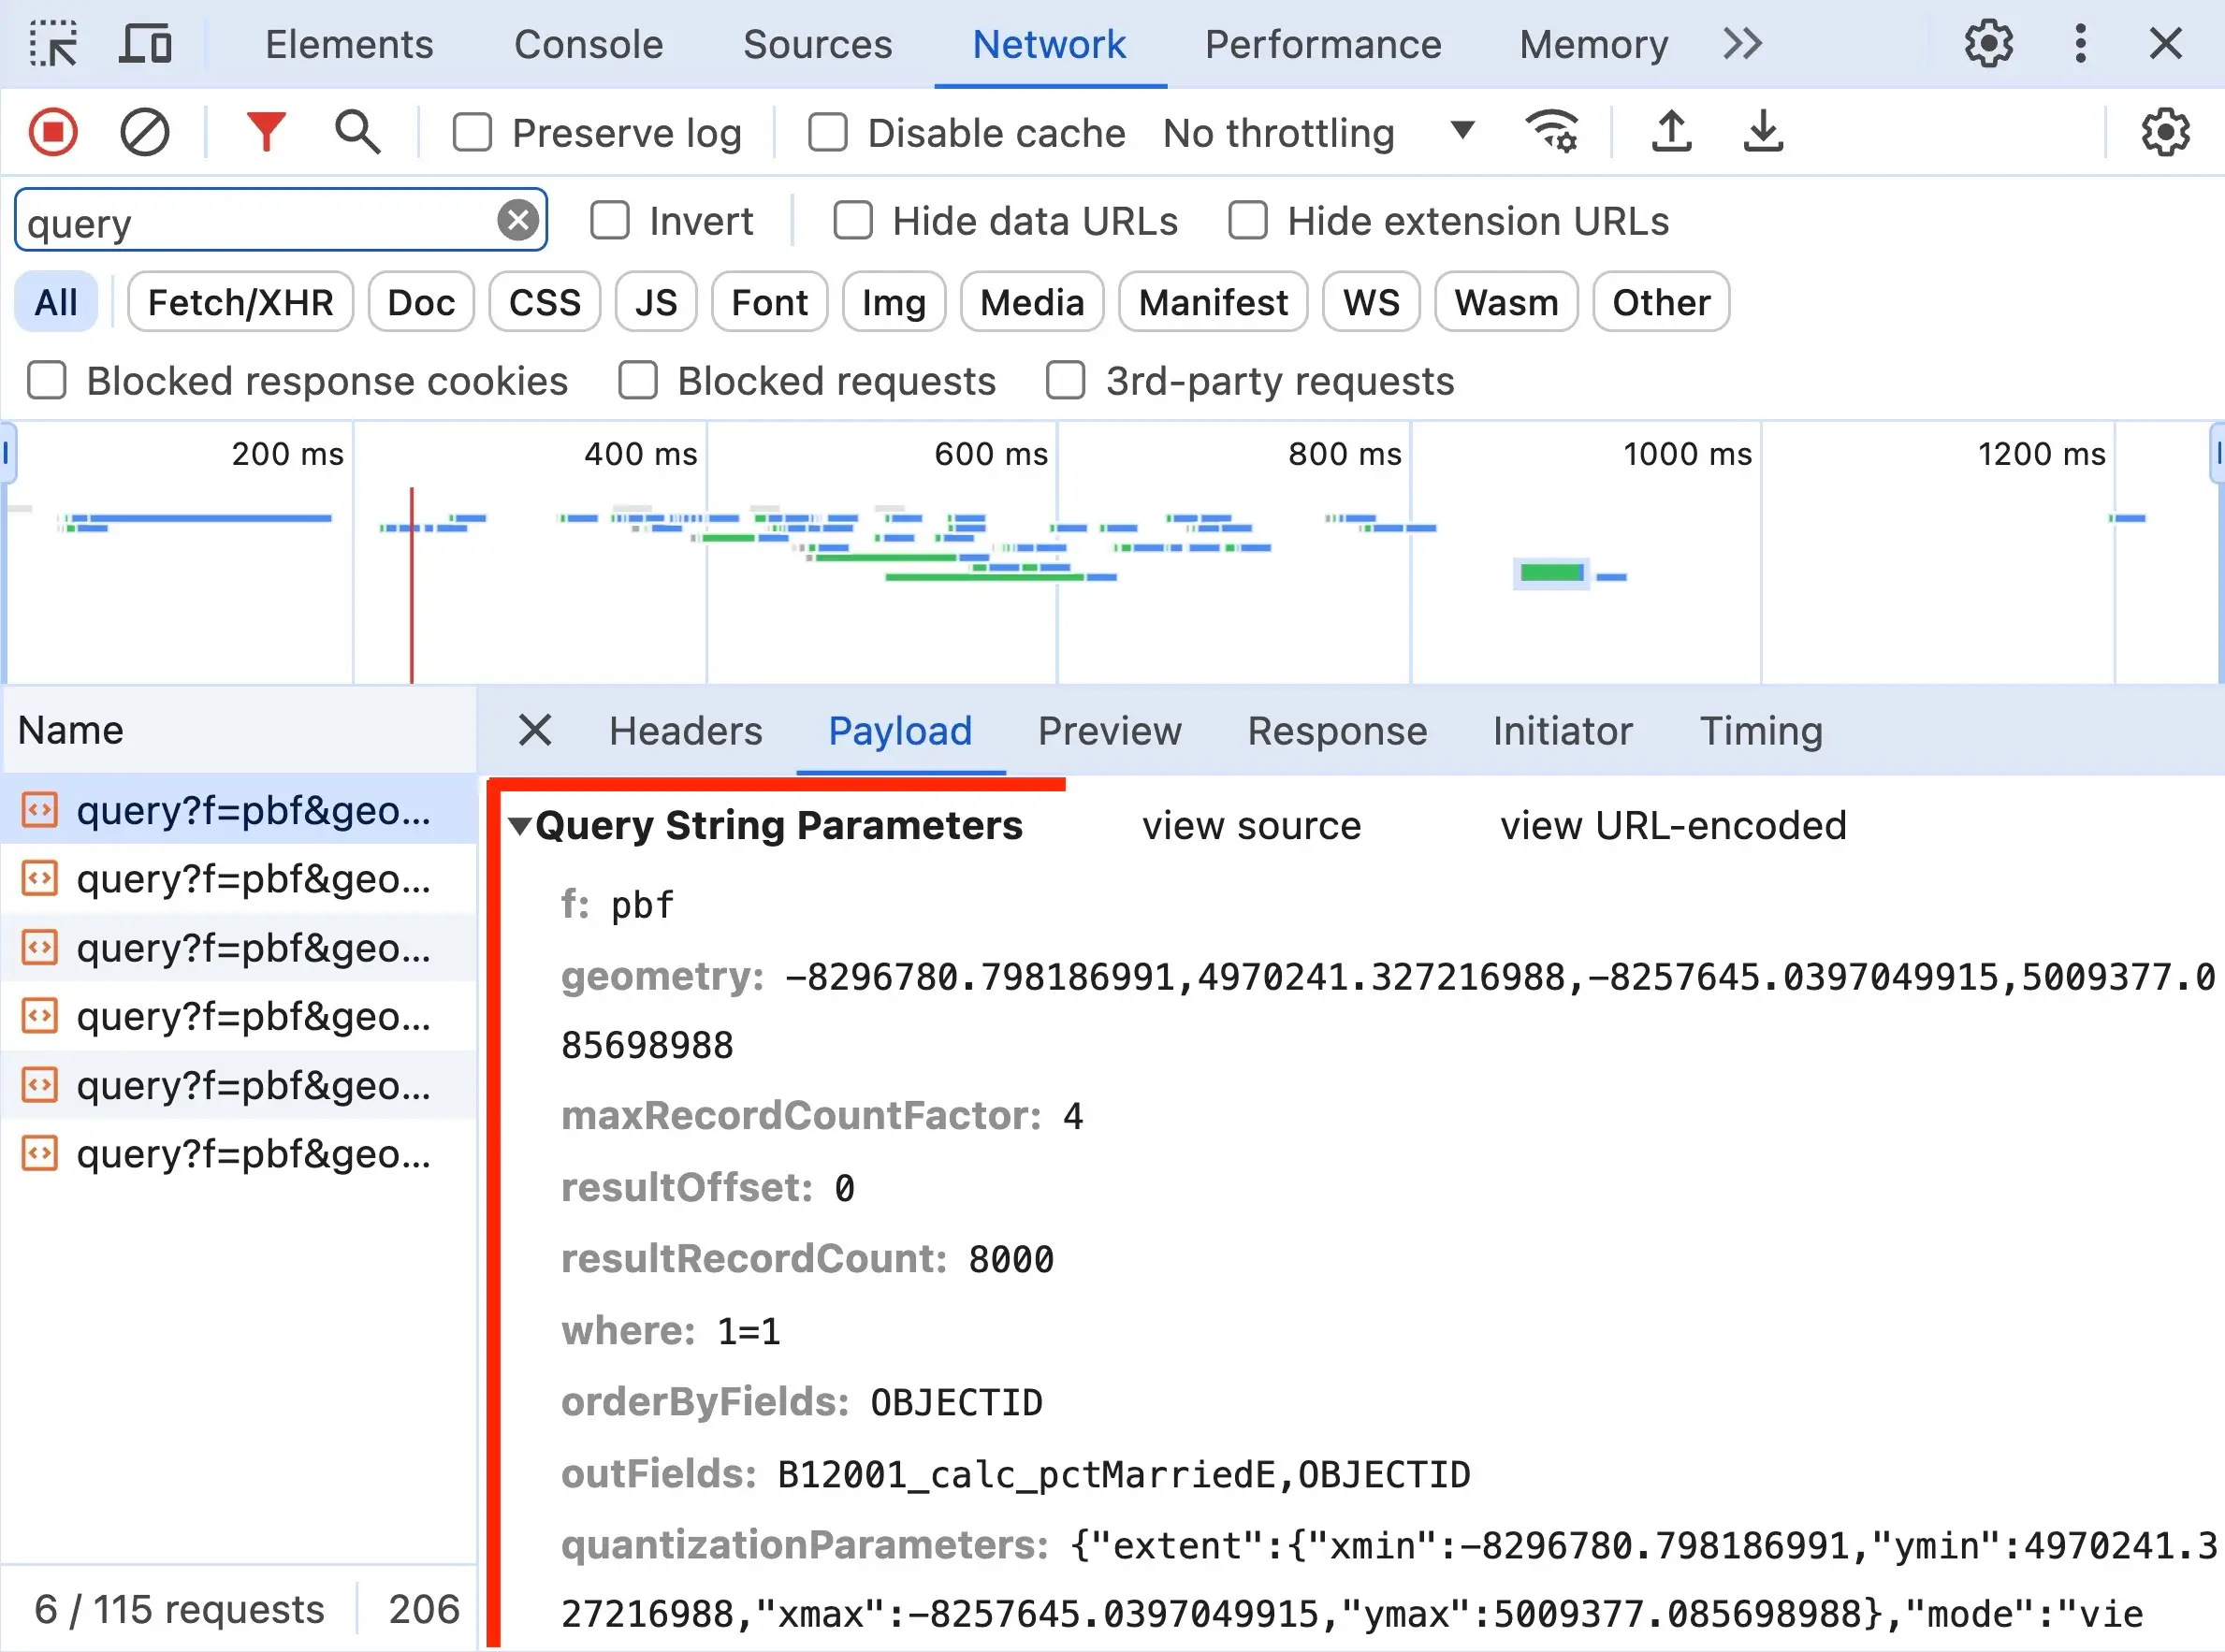 Elements Console Sources Network Performance Memory
Preserve log Disable cache No throttling
query Invert Hide data URLs Hide extension URLs
All Fetch/XHR Doc CSS JS Font Img Media Manifest WS Wasm Other
Blocked response cookies Blocked requests 3rd-party requests
200 ms 400 ms 600 ms 800 ms 1000 ms 1200 ms
Name
query?f=pbf&geo...
query?f=pbf&geo...
query?f=pbf&geo...
query?f=pbf&geo...
query?f=pbf&geo...
query?f=pbf&geo...
6 / 115 requests 206
Headers Payload Preview Response Initiator Timing
Query String Parameters view source view URL-encoded
f: pbf
geometry: -8296780.798186991,4970241.327216988,-8257645.0397049915,5009377.0
85698988
maxRecordCountFactor: 4
resultOffset: 0
resultRecordCount: 8000
where: 1=1
orderByFields: OBJECTID
outFields: B12001_calc_pctMarriedE,OBJECTID
quantizationParameters: {"extent":{"xmin":-8296780.798186991,"ymin":4970241.3
27216988,"xmax":-8257645.0397049915,"ymax":5009377.085698988},"mode":"vie